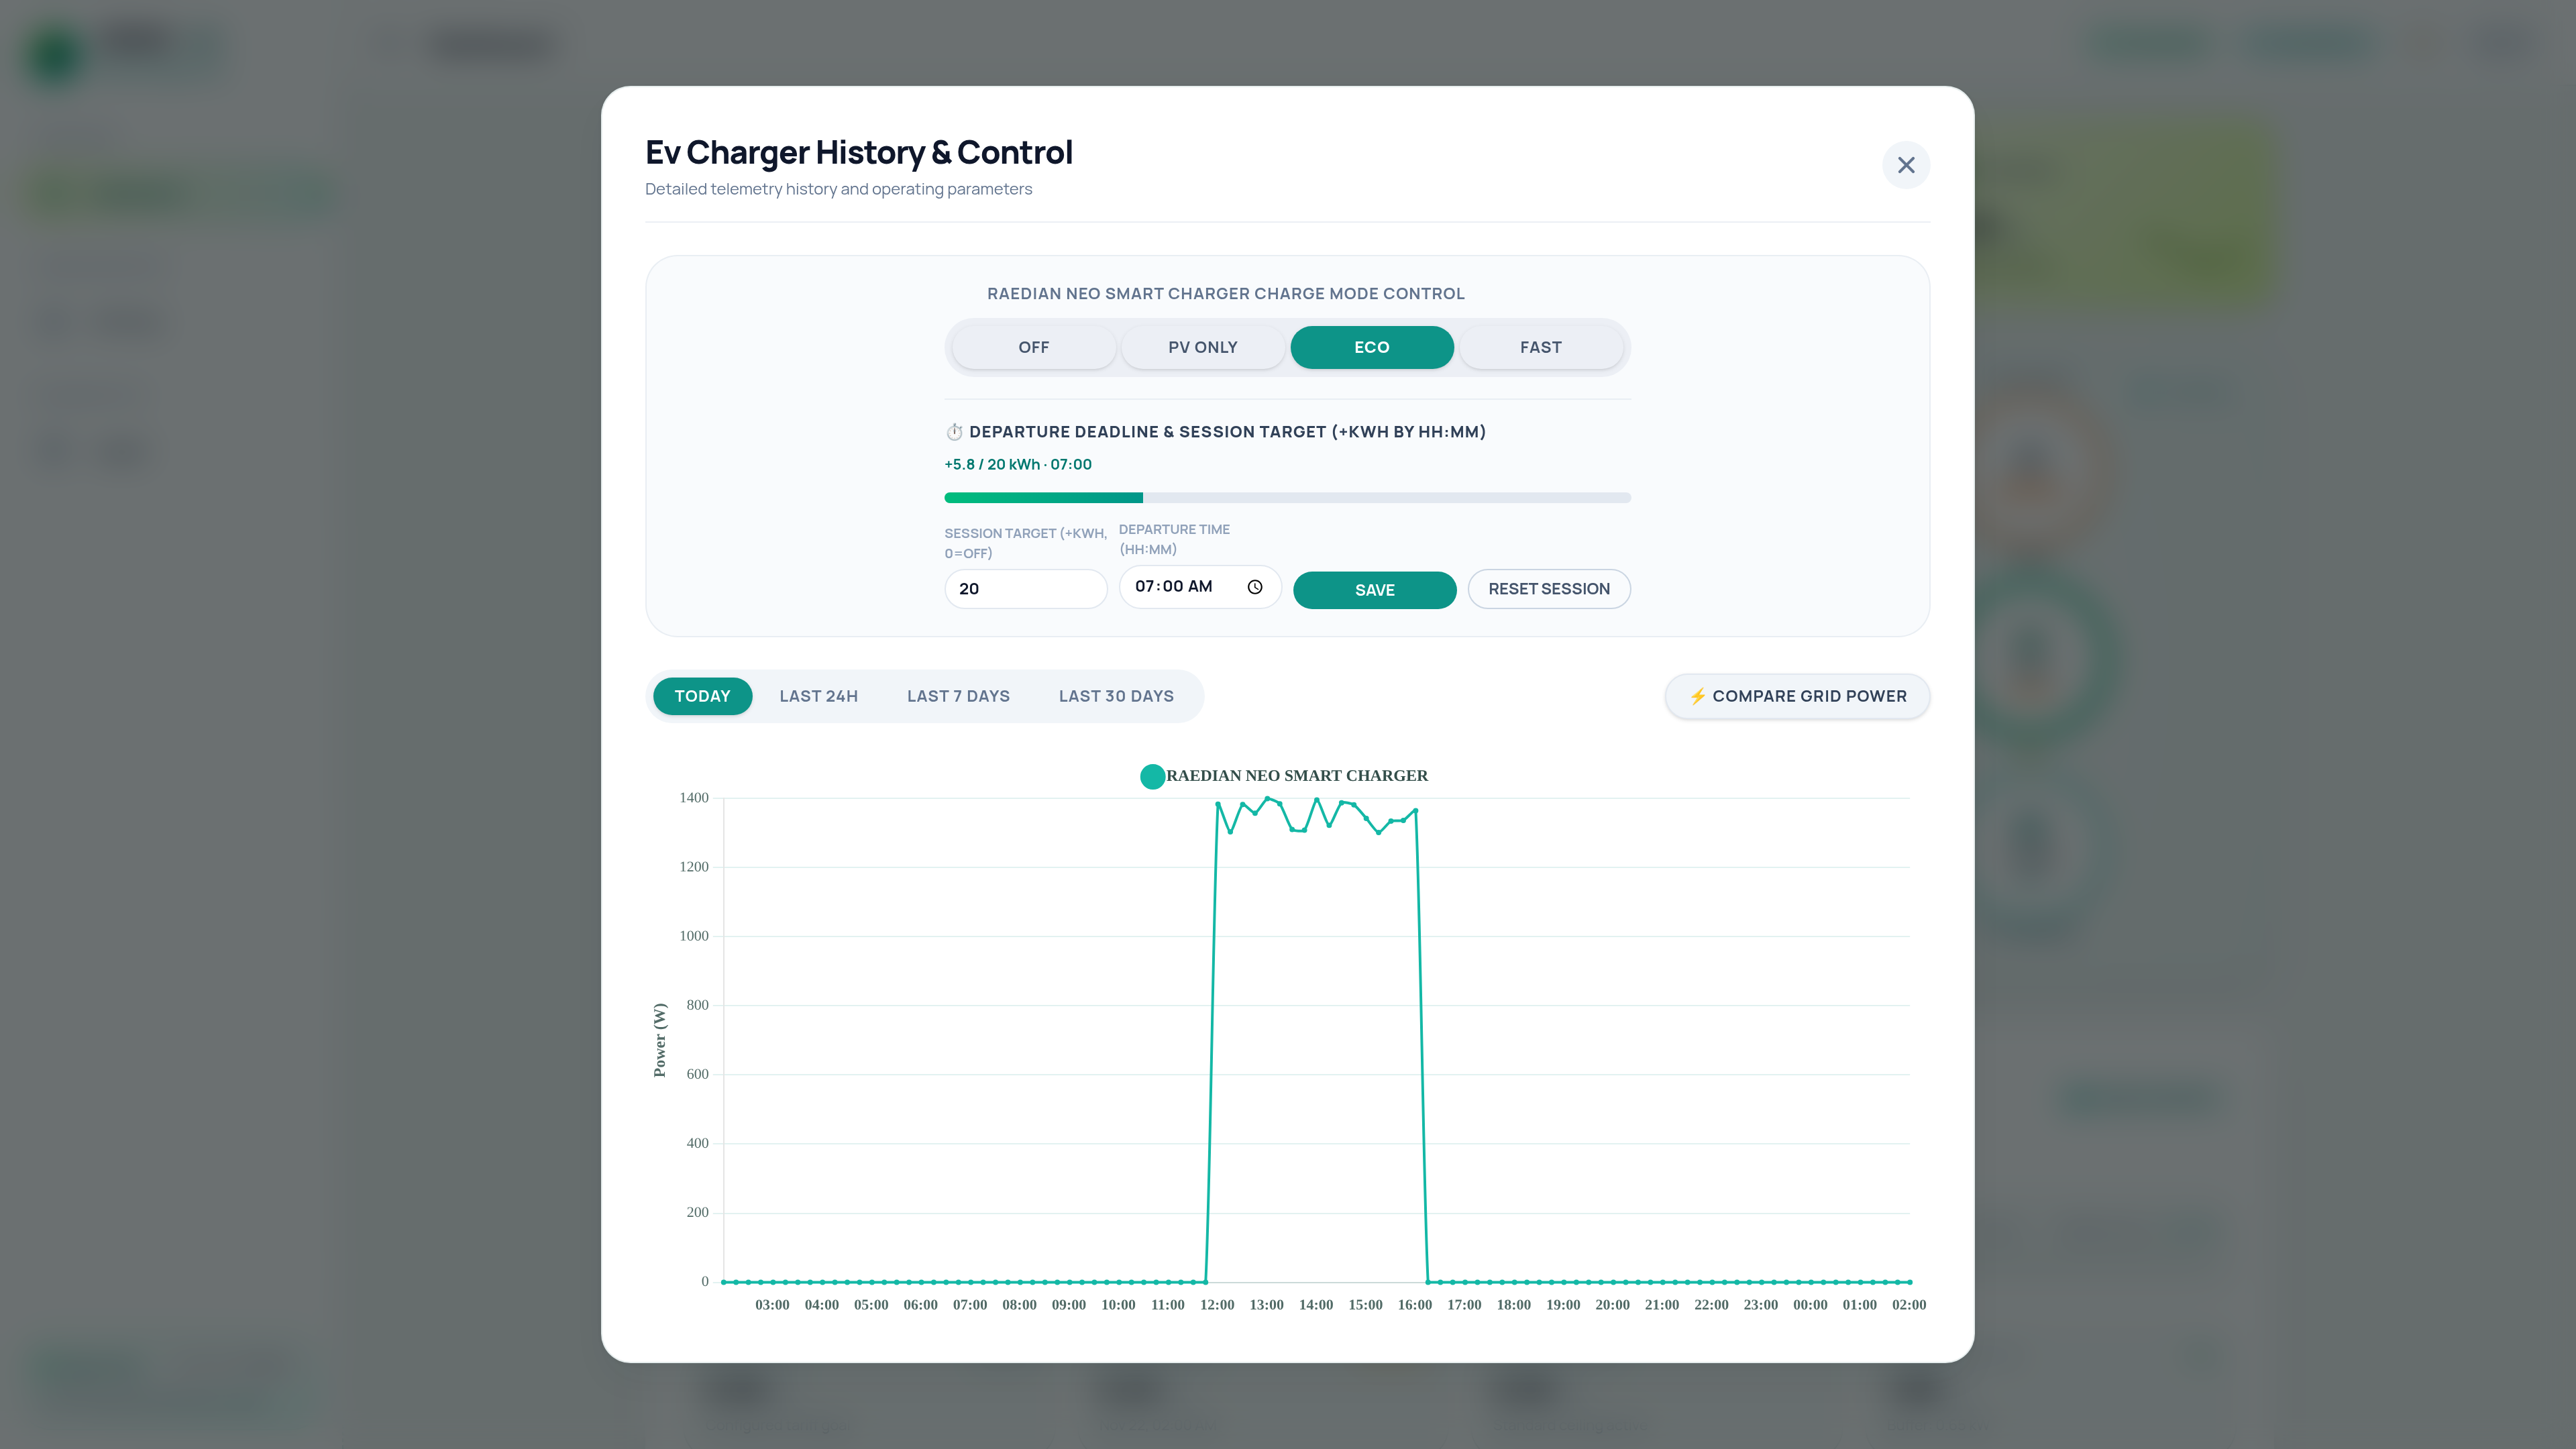 Ev Charger History & Control
Detailed telemetry history and operating parameters
RAEDIAN NEO SMART CHARGER CHARGE MODE CONTROL
OFF PV ONLY ECO FAST
⏱️ DEPARTURE DEADLINE & SESSION TARGET (+KWH BY HH:MM)
+5.8 / 20 kWh · 07:00
SESSION TARGET (+KWH, 0=OFF)
DEPARTURE TIME (HH:MM)
20 07:00 AM SAVE RESET SESSION
TODAY LAST 24H LAST 7 DAYS LAST 30 DAYS ⚡ COMPARE GRID POWER
RAEDIAN NEO SMART CHARGER
Power (W)
1400
1200
1000
800
600
400
200
0
03:00 04:00 05:00 06:00 07:00 08:00 09:00 10:00 11:00 12:00 13:00 14:00 15:00 16:00 17:00 18:00 19:00 20:00 21:00 22:00 23:00 00:00 01:00 02:00